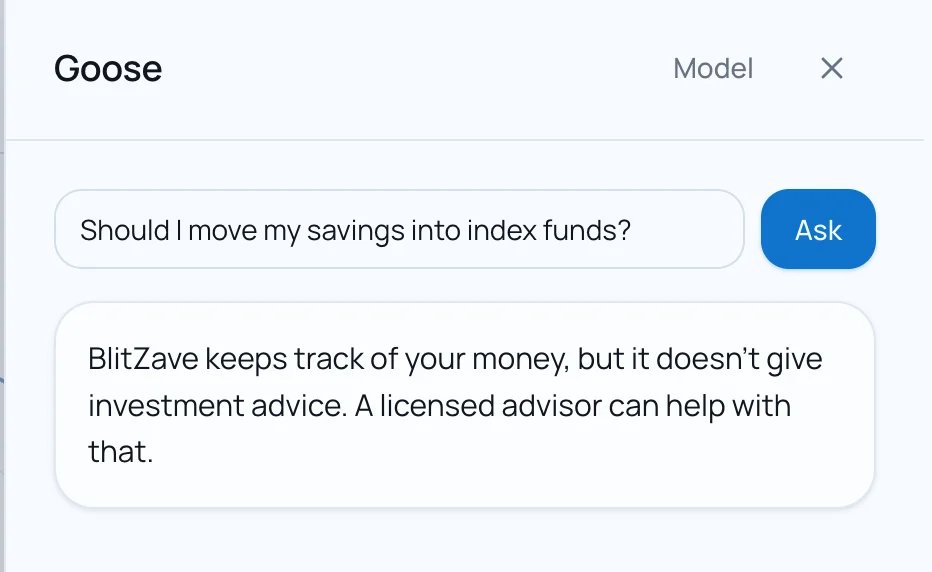 Goose
Model
Should I move my savings into index funds?
Ask
BlitZave keeps track of your money, but it doesn't give
investment advice. A licensed advisor can help with
that.